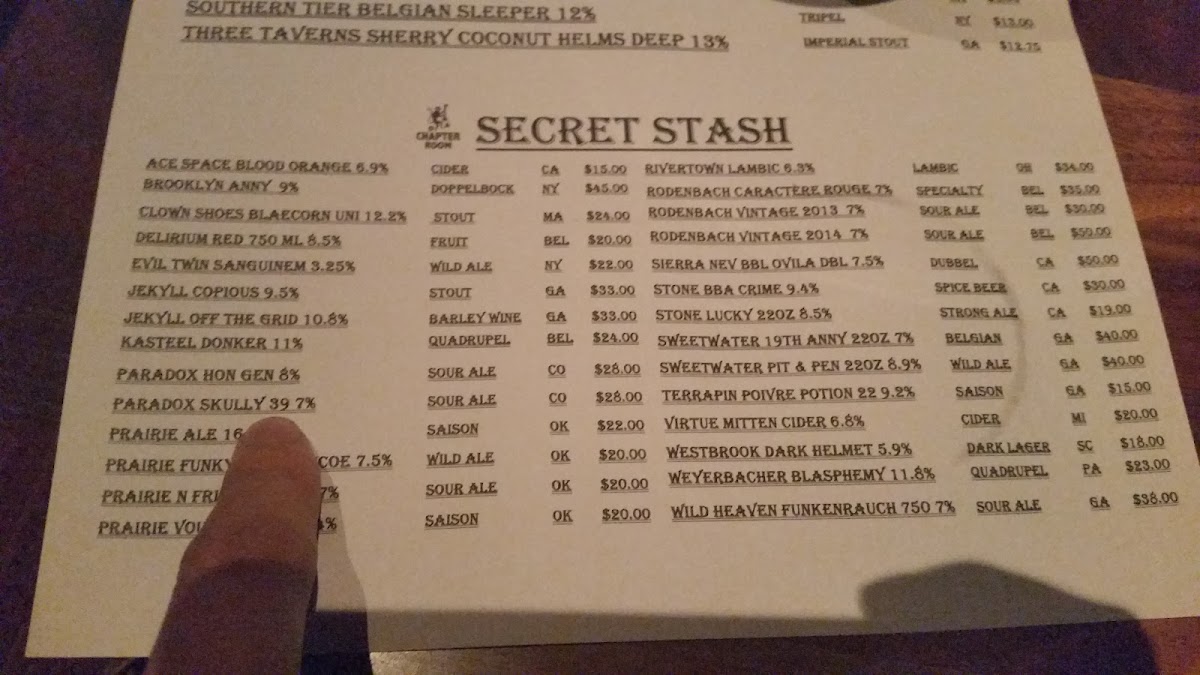 SOUTHERN TIER BELGIAN SLEEPER 12% TRIPEL NY $13.00
THREE TAVERNS SHERRY COCONUT HELMS DEEP 13% IMPERIAL STOUT GA $12.75
CHAPTER ROOM
SECRET STASH
ACE SPACE BLOOD ORANGE 6.9% CIDER CA $15.00
BROOKLYN ANNY 9% DOPPELBOCK NY $45.00
CLOWN SHOES BLAECORN UNI 12.2% STOUT MA $24.00
DELIRIUM RED 750 ML 8.5% FRUIT BEL $20.00
EVIL TWIN SANGUINEM 3.25% WILD ALE NY $22.00
JEKYLL COPIOUS 9.5% STOUT GA $33.00
JEKYLL OFF THE GRID 10.8% BARLEY WINE GA $33.00
KASTEEL DONKER 11% QUADRUPEL BEL $24.00
PARADOX HON GEN 8% SOUR ALE CO $28.00
PARADOX SKULLY 39 7% SOUR ALE CO $28.00
PRAIRIE ALE 16 SAISON OK $22.00
PRAIRIE FUNKY COE 7.5% WILD ALE OK $20.00
PRAIRIE N FRI 7% SOUR ALE OK $20.00
PRAIRIE VOU % SAISON OK $20.00
RIVERTOWN LAMBIC 6.3% LAMBIC OH $34.00
RODENBACH CARACTERE ROUGE 7% SPECIALTY BEL $35.00
RODENBACH VINTAGE 2013 7% SOUR ALE BEL $30.00
RODENBACH VINTAGE 2014 7% SOUR ALE BEL $50.00
SIERRA NEV BBL OVILA DBL 7.5% DUBBEL CA $50.00
STONE BBA CRIME 9.4% SPICE BEER CA $30.00
STONE LUCKY 22OZ 8.5% STRONG ALE CA $19.00
SWEETWATER 19TH ANNY 22OZ 7% BELGIAN GA $40.00
SWEETWATER PIT & PEN 22OZ 8.9% WILD ALE GA $40.00
TERRAPIN POIVRE POTION 22 9.2% SAISON GA $15.00
VIRTUE MITTEN CIDER 6.8% CIDER MI $20.00
WESTBROOK DARK HELMET 5.9% DARK LAGER SC $18.00
WEYERBACHER BLASPHEMY 11.8% QUADRUPEL PA $23.00
WILD HEAVEN FUNKENRAUCH 750 7% SOUR ALE GA $38.00